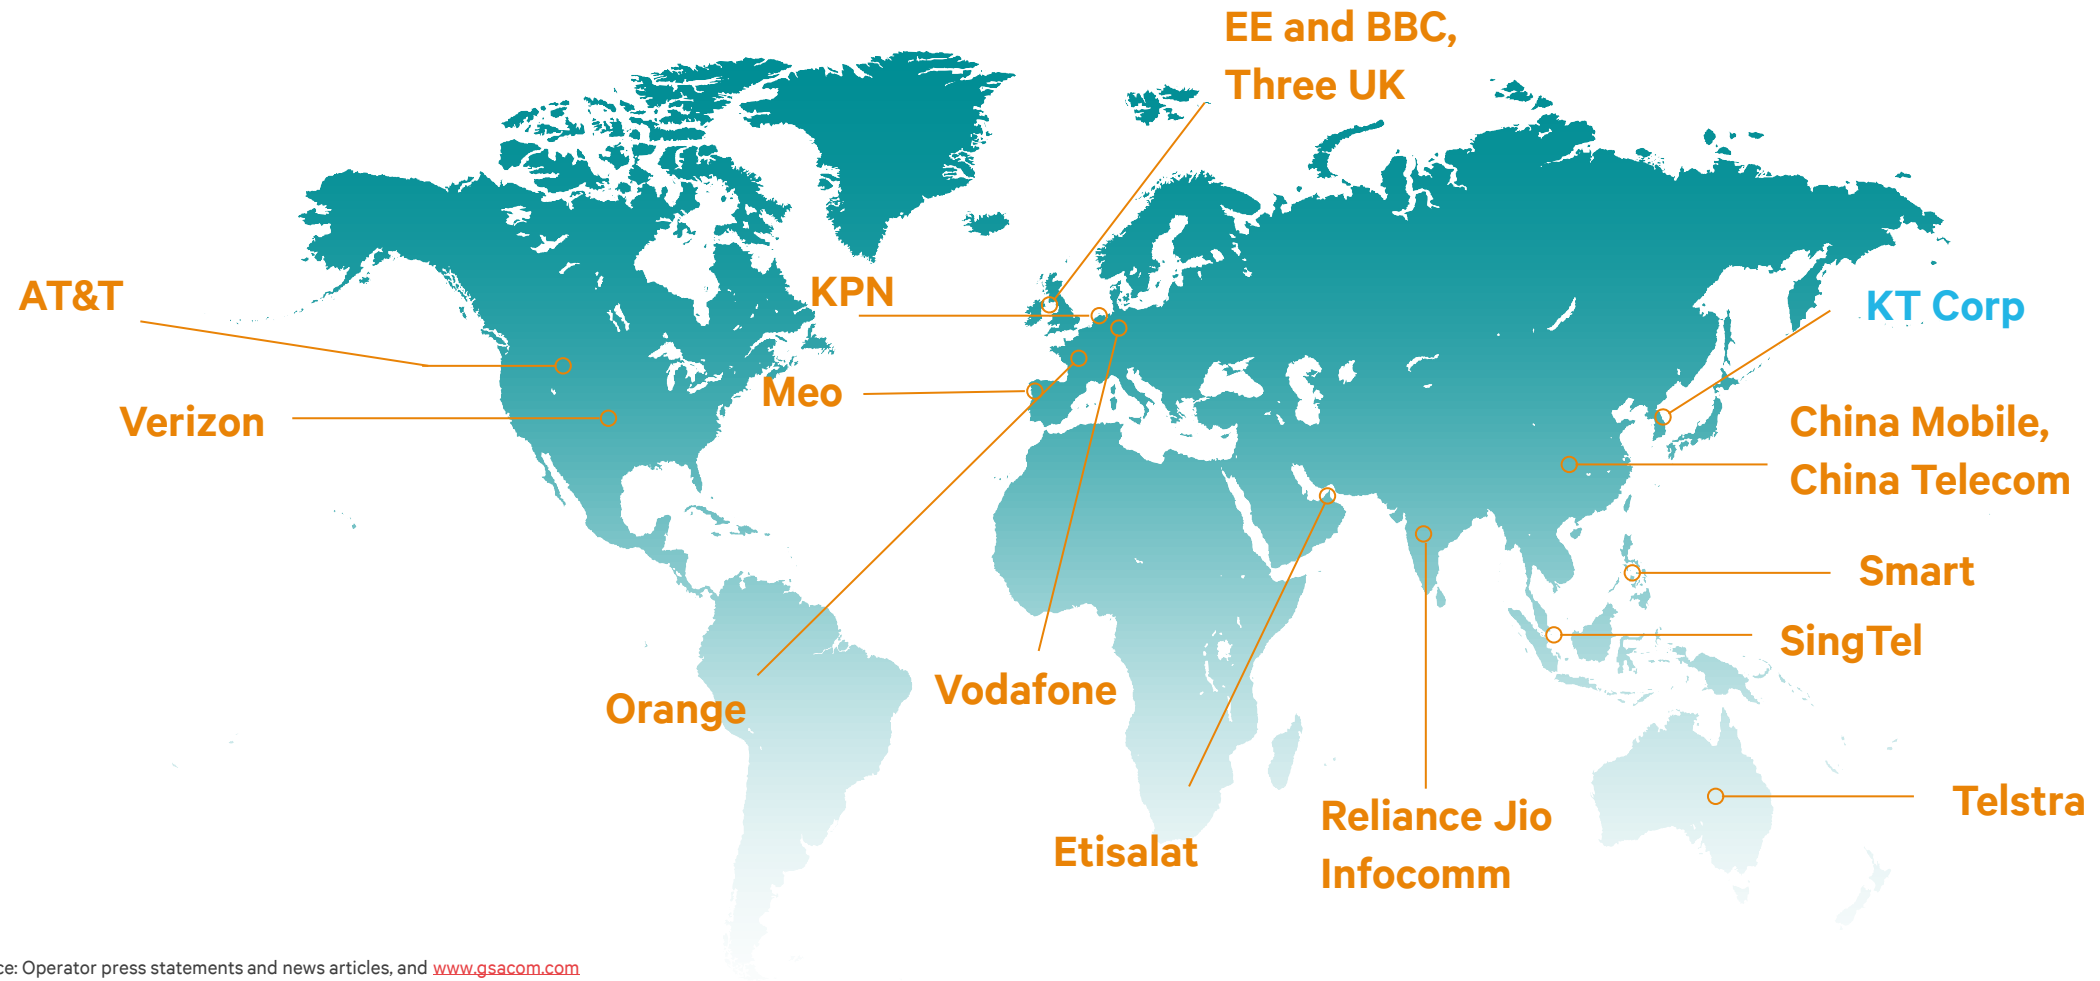 EE and BBC,
Three UK
AT&T
KPN
KT Corp
Meo
Verizon
China Mobile,
China Telecom
Smart
SingTel
Vodafone
Orange
Telstra
Reliance Jio
Infocomm
Etisalat
ce: Operator press statements and news articles, and www.gsacom.com